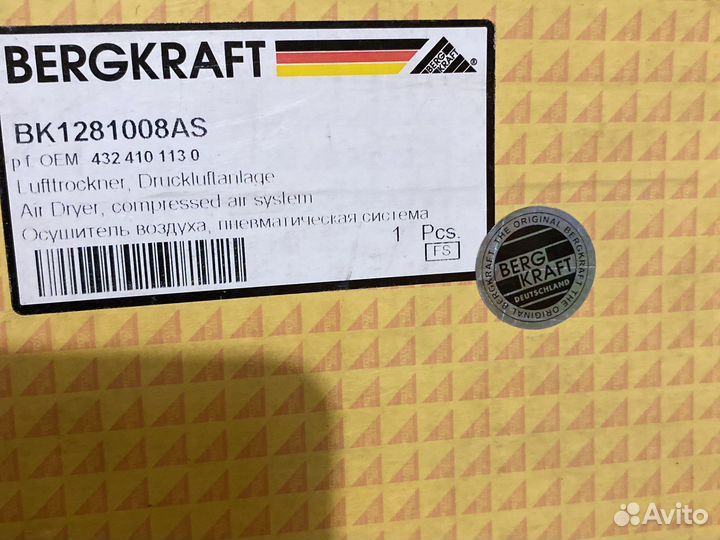 BERGKRAFT
®
BK1281008AS
p.f. OEM 432 410 113 0
Lufttrockner, Druckluftanlage
Air Dryer, compressed air system
Осушитель воздуха, пневматическая система
1 Pcs.
FS
THE ORIGINAL BERGKRAFT THE ORIGINAL BERGKRAFT
BERG
KRAFT
DEUTSCHLAND
Avito